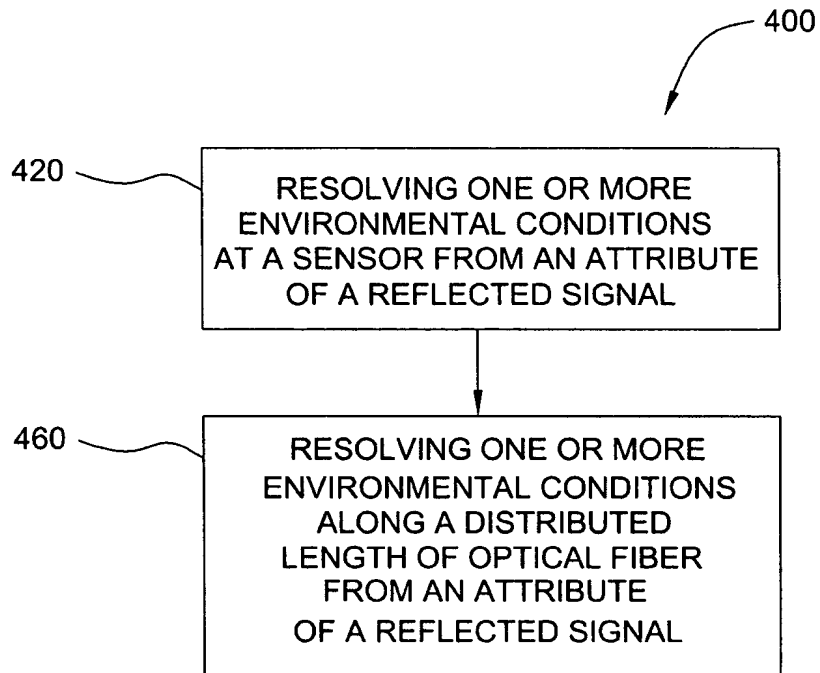 400
420
RESOLVING ONE OR MORE
ENVIRONMENTAL CONDITIONS
AT A SENSOR FROM AN ATTRIBUTE
OF A REFLECTED SIGNAL
460
RESOLVING ONE OR MORE
ENVIRONMENTAL CONDITIONS
ALONG A DISTRIBUTED
LENGTH OF OPTICAL FIBER
FROM AN ATTRIBUTE
OF A REFLECTED SIGNAL